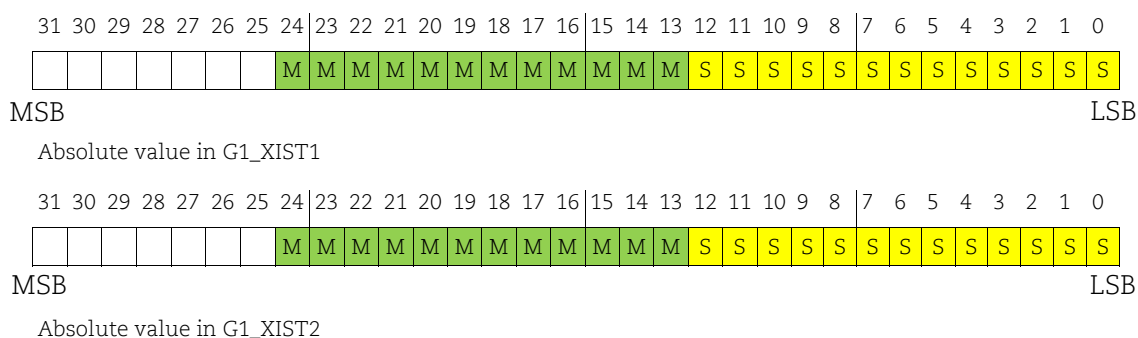 31 30 29 28 27 26 25 24 23 22 21 20 19 18 17 16 15 14 13 12 11 10 9 8 7 6 5 4 3 2 1 0
M M M M M M M M M M M M S S S S S S S S S S S S S
MSB LSB
Absolute value in G1_XIST1
31 30 29 28 27 26 25 24 23 22 21 20 19 18 17 16 15 14 13 12 11 10 9 8 7 6 5 4 3 2 1 0
M M M M M M M M M M M M S S S S S S S S S S S S S
MSB LSB
Absolute value in G1_XIST2